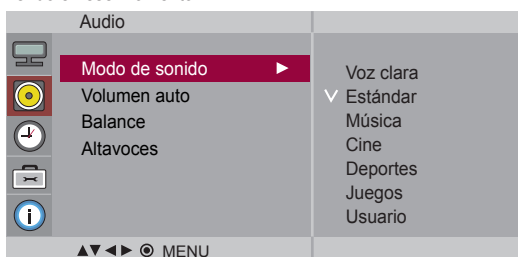 Audio
Modo de sonido
Volumen auto
Balance
Altavoces
Voz clara
Estándar
Música
Cine
Deportes
Juegos
Usuario
MENU